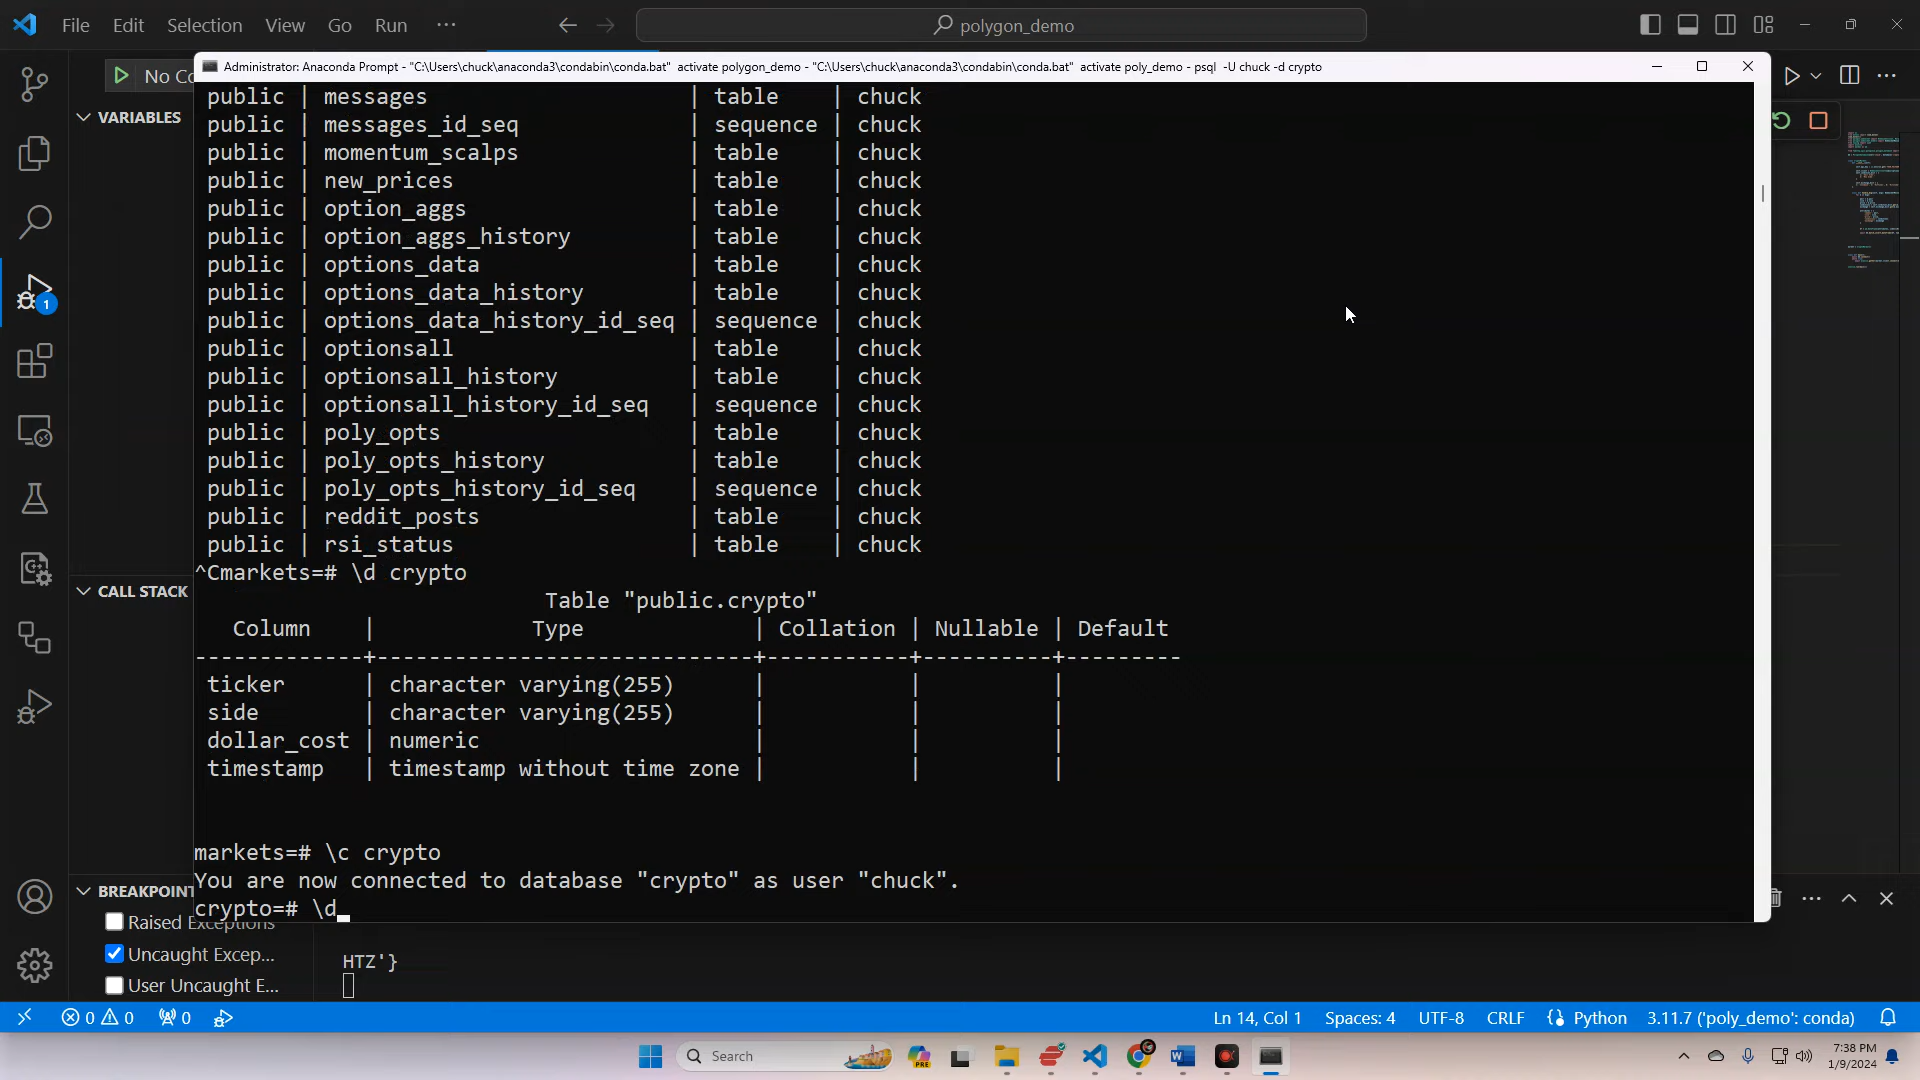 File Edit Selection View Go Run ···
polygon_demo
No Co
Administrator: Anaconda Prompt - "C:\Users\chuck\anaconda3\condabin\conda.bat" activate polygon_demo - "C:\Users\chuck\anaconda3\condabin\conda.bat" activate poly_demo - psql -U chuck -d crypto
VARIABLES
public | messages | table | chuck
public | messages_id_seq | sequence | chuck
public | momentum_scalps | table | chuck
public | new_prices | table | chuck
public | option_aggs | table | chuck
public | option_aggs_history | table | chuck
public | options_data | table | chuck
public | options_data_history | table | chuck
public | options_data_history_id_seq | sequence | chuck
public | optionsall | table | chuck
public | optionsall_history | table | chuck
public | optionsall_history_id_seq | sequence | chuck
public | poly_opts | table | chuck
public | poly_opts_history | table | chuck
public | poly_opts_history_id_seq | sequence | chuck
public | reddit_posts | table | chuck
public | rsi_status | table | chuck
^Cmarkets=# \d crypto
CALL STACK
Table "public.crypto"
Column | Type | Collation | Nullable | Default
-------------+-----------------------------+-----------+----------+---------
ticker | character varying(255) | | |
side | character varying(255) | | |
dollar_cost | numeric | | |
timestamp | timestamp without time zone | | |
markets=# \c crypto
You are now connected to database "crypto" as user "chuck".
crypto=# \d
BREAKPOINT
Raised Exceptions
Uncaught Excep...
User Uncaught E...
HTZ'}
1
0 0 0
Ln 14, Col 1 Spaces: 4 UTF-8 CRLF Python 3.11.7 ('poly_demo': conda)
Search
PRE
7:38 PM
1/9/2024